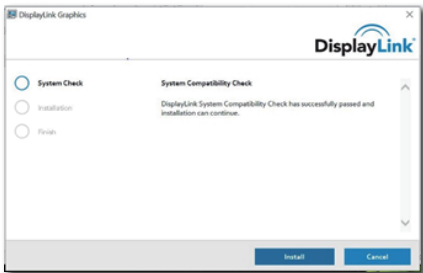 DisplayLink Graphics
DisplayLink
System Check
Installation
Finish
System Compatibility Check
DisplayLink System Compatibility Check has successfully passed and
installation can continue.
Install
Cancel